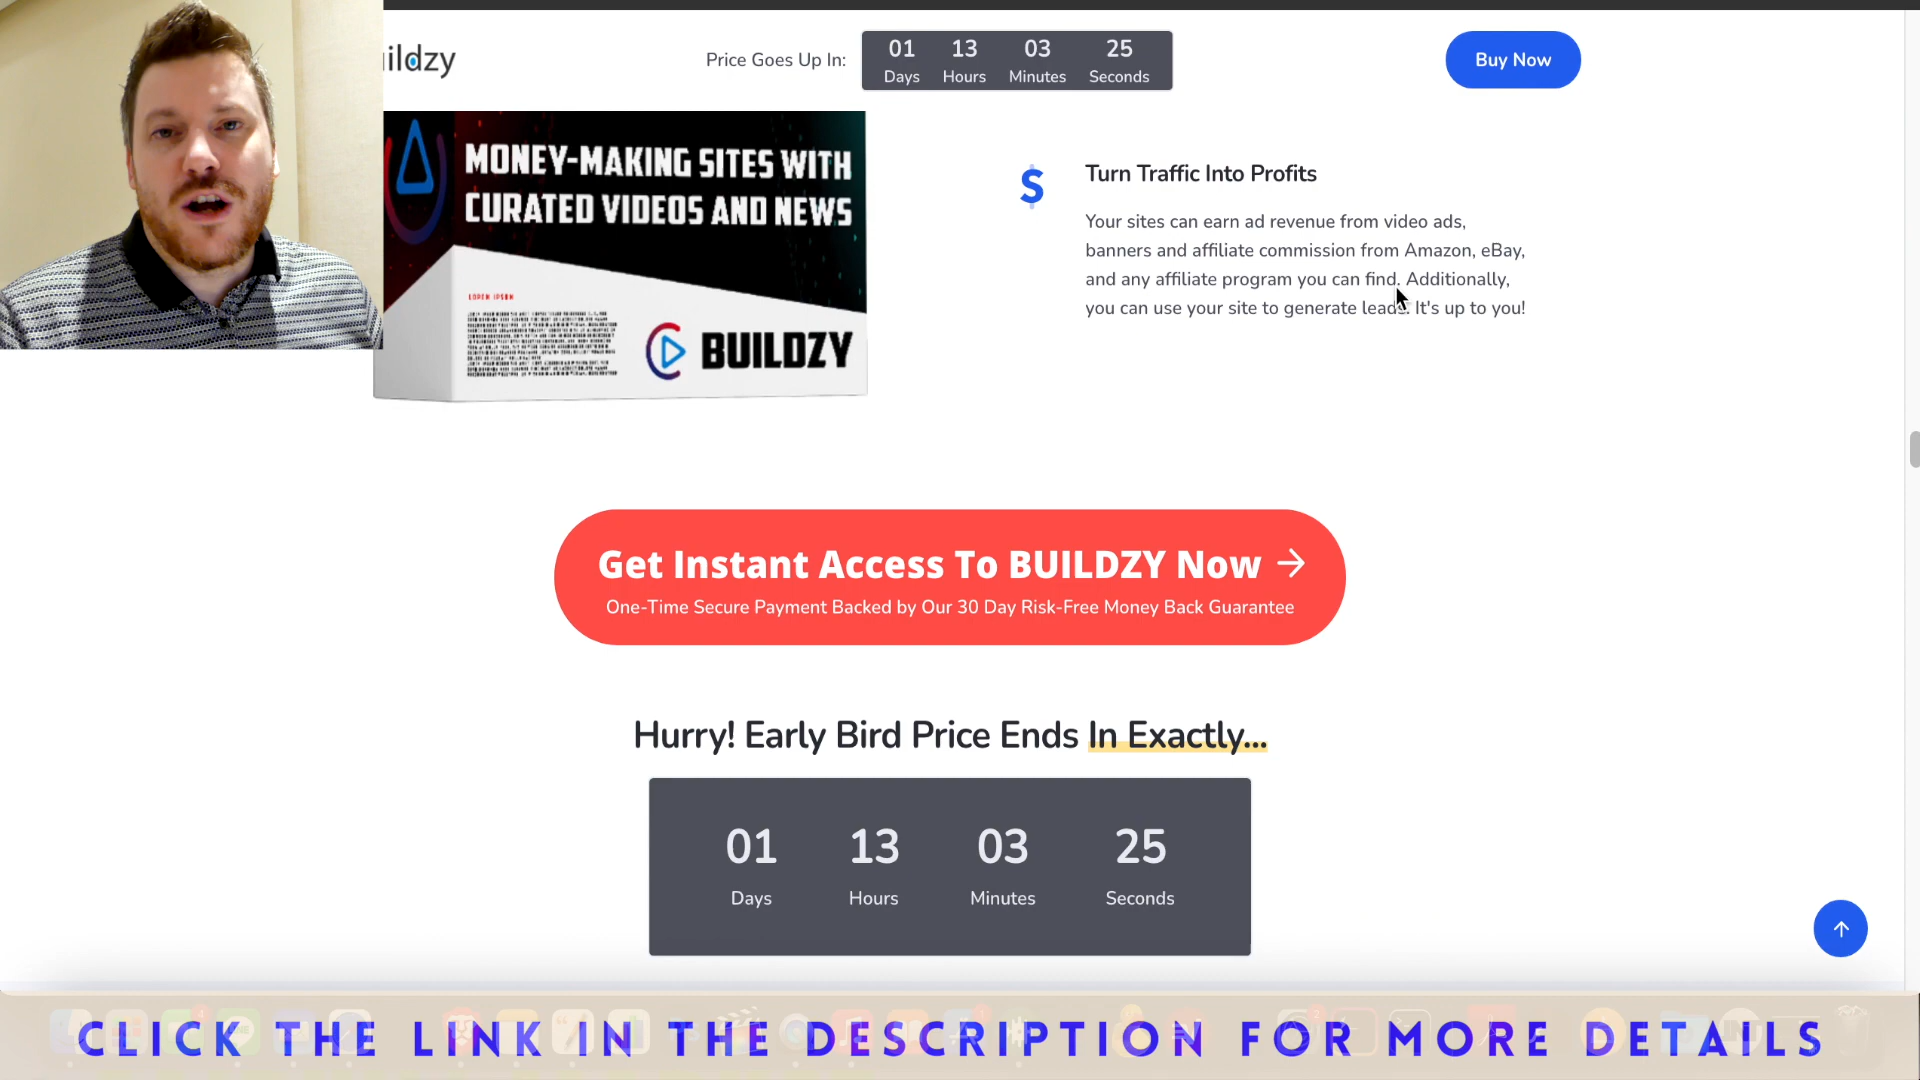 ildzy
Price Goes Up In:
01 13 03 25
Days Hours Minutes Seconds
Buy Now
MONEY-MAKING SITES WITH
CURATED VIDEOS AND NEWS
LOREM IPSUM
BUILDZY
Turn Traffic Into Profits
Your sites can earn ad revenue from video ads,
banners and affiliate commission from Amazon, eBay,
and any affiliate program you can find. Additionally,
you can use your site to generate leads. It's up to you!
Get Instant Access To BUILDZY Now
One-Time Secure Payment Backed by Our 30 Day Risk-Free Money Back Guarantee
Hurry! Early Bird Price Ends In Exactly...
01 13 03 25
Days Hours Minutes Seconds
CLICK THE LINK IN THE DESCRIPTION FOR MORE DETAILS